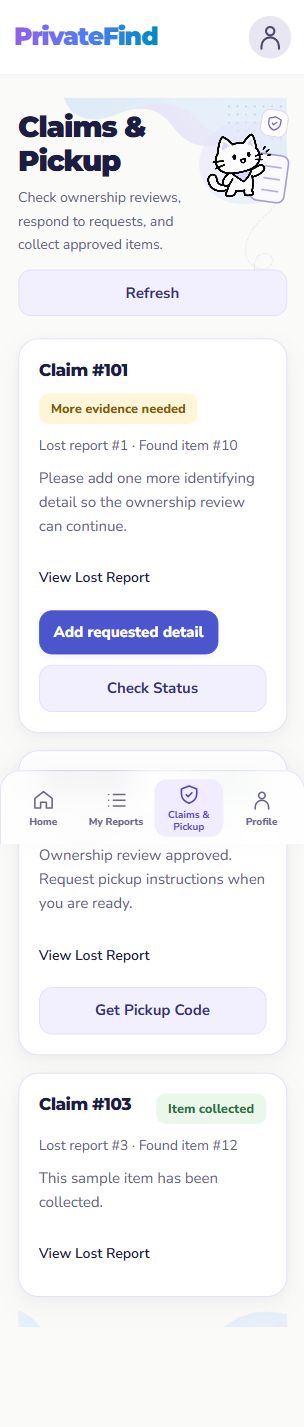 PrivateFind
Claims &
Pickup
Check ownership reviews,
respond to requests, and
collect approved items.
Refresh
Claim #101
More evidence needed
Lost report #1 · Found item #10
Please add one more identifying
detail so the ownership review
can continue.
View Lost Report
Add requested detail
Check Status
Home
My Reports
Claims &
Pickup
Profile
Ownership review approved.
Request pickup instructions when
you are ready.
View Lost Report
Get Pickup Code
Claim #103
Item collected
Lost report #3 · Found item #12
This sample item has been
collected.
View Lost Report